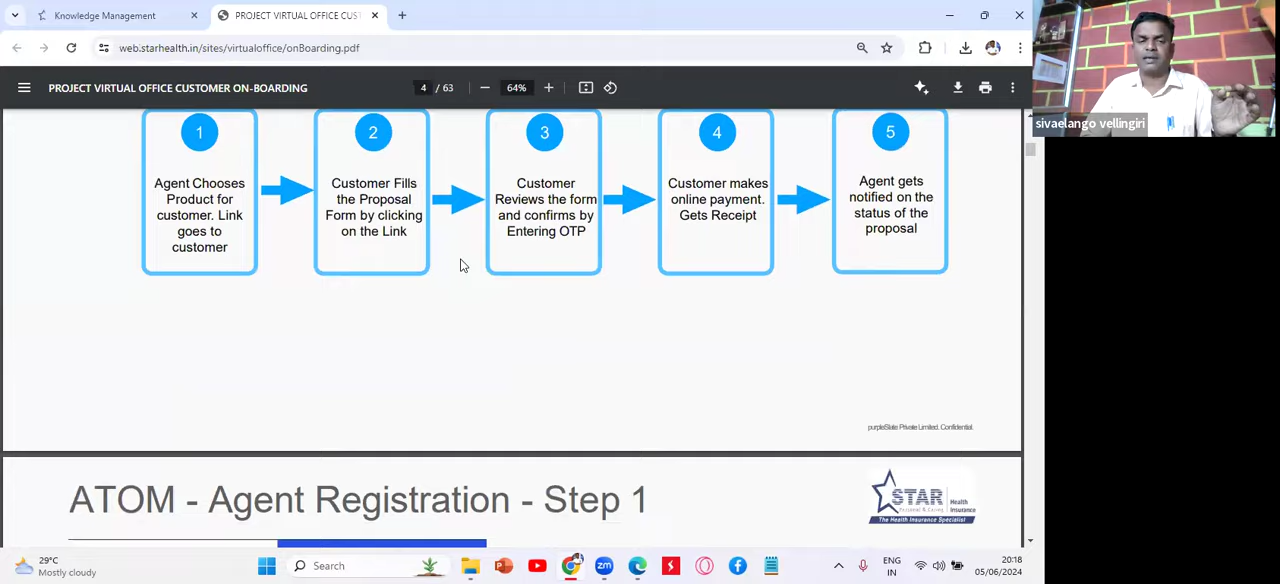 Knowledge Management
PROJECT VIRTUAL OFFICE CUST
web.starhealth.in/sites/virtualoffice/onBoarding.pdf
PROJECT VIRTUAL OFFICE CUSTOMER ON-BOARDING
4 / 63
64%
sivaelango vellingiri
1
Agent Chooses
Product for
customer. Link
goes to
customer
2
Customer Fills
the Proposal
Form by clicking
on the Link
3
Customer
Reviews the form
and confirms by
Entering OTP
4
Customer makes
online payment.
Gets Receipt
5
Agent gets
notified on the
status of the
proposal
purpleSlate Private Limited. Confidential.
ATOM - Agent Registration - Step 1
STAR
Health
Insurance
Personal & Caring
The Health Insurance Specialist
29°C
Mostly cloudy
Search
zm
ENG
IN
20:18
05/06/2024